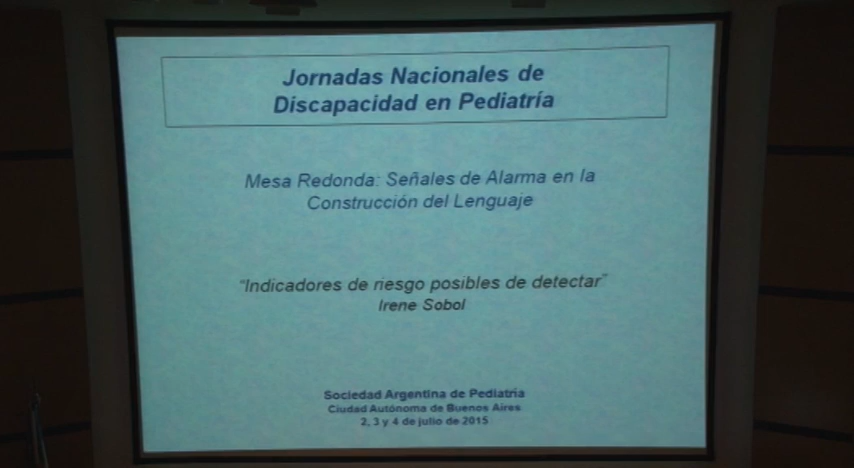 Jornadas Nacionales de
Discapacidad en Pediatría
Mesa Redonda: Señales de Alarma en la
Construcción del Lenguaje
“Indicadores de riesgo posibles de detectar”
Irene Sobol
Sociedad Argentina de Pediatría
Ciudad Autónoma de Buenos Aires
2, 3 y 4 de julio de 2015